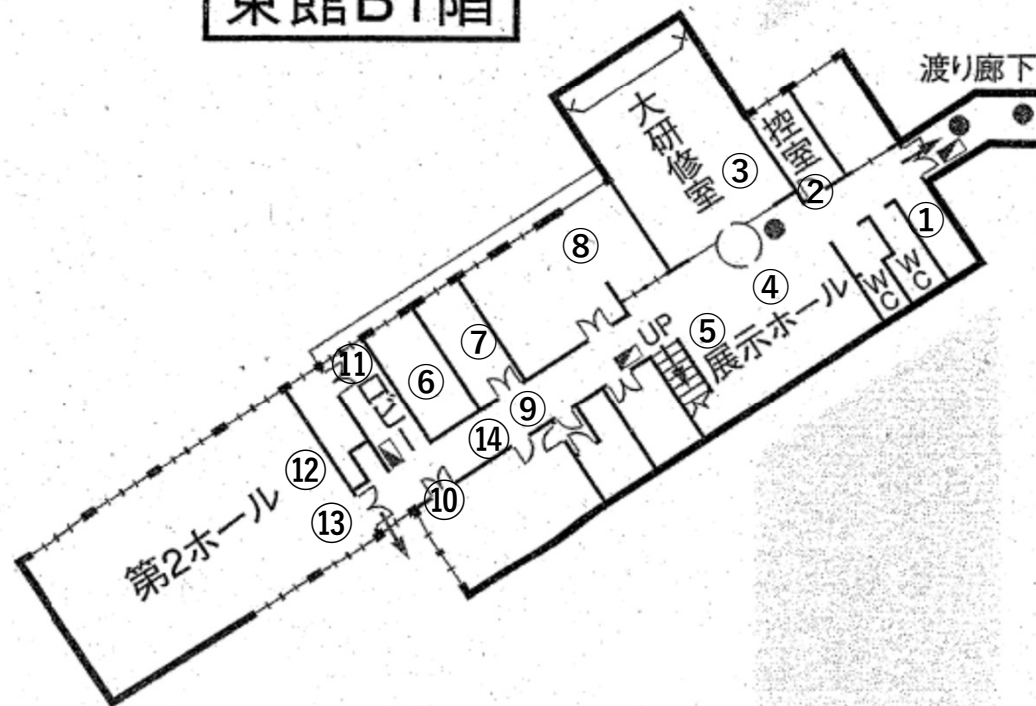 東館B1階
渡り廊下
大研修室
控室
③
②
①
⑧
④
WC
WC
UP
⑤
展示ホール
⑦
⑪
⑥
ロビー
⑨
⑭
⑫
⑩
⑬
第2ホール